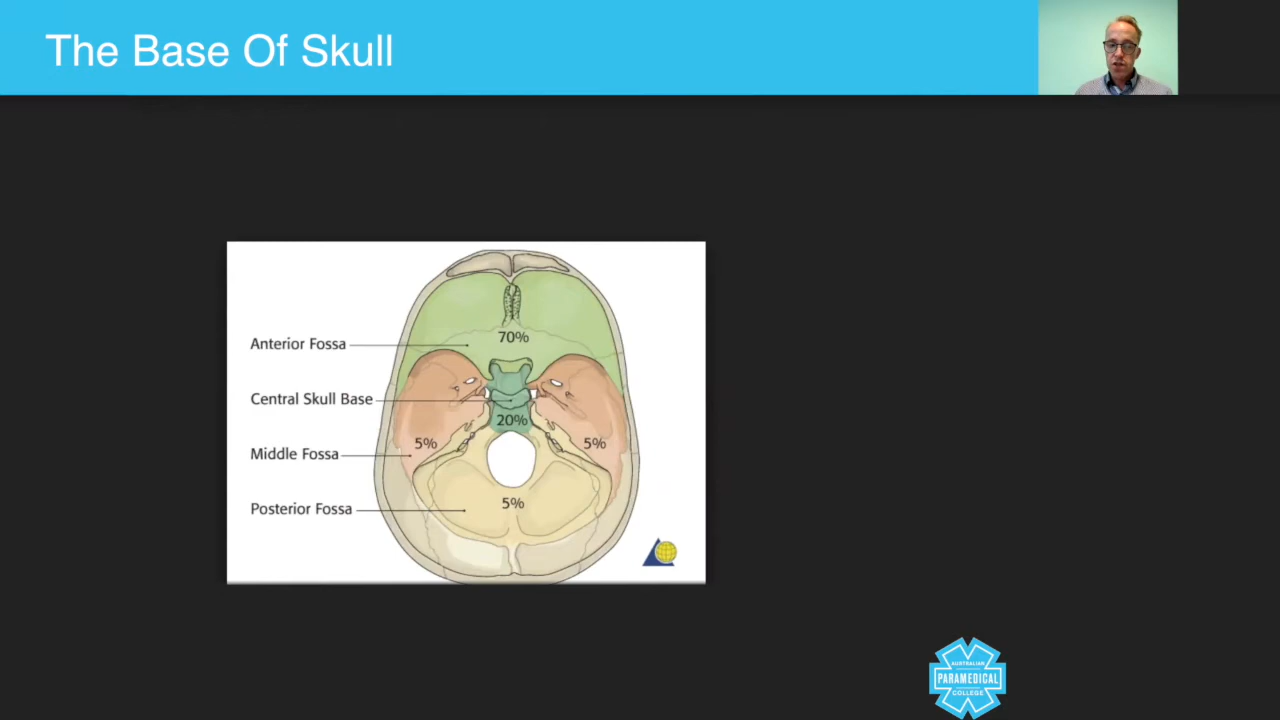 The Base Of Skull
Anterior Fossa
70%
Central Skull Base
20%
5%
5%
Middle Fossa
Posterior Fossa
5%
AUSTRALIAN
PARAMEDICAL
COLLEGE